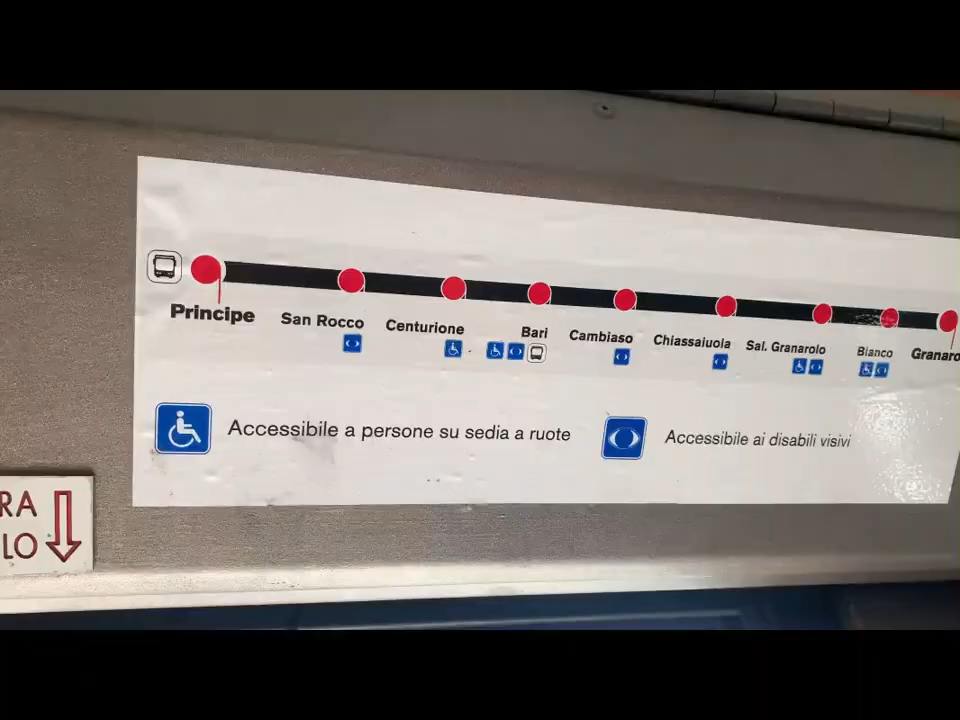 Principe
San Rocco
Centurione
Bari
Cambiaso
Chiassaiuola
Sal. Granarolo
Bianco
Granaro
Accessibile a persone su sedia a ruote
Accessibile ai disabili visivi
RA
LO